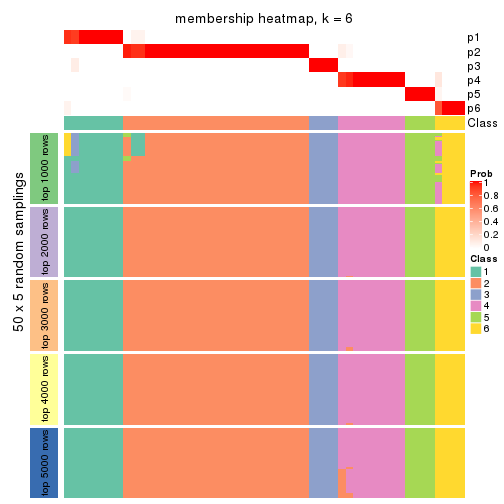 membership heatmap, k = 6
p1
p2
p3
p4
p5
p6
Class
50 x 5 random samplings
top 1000 rows
top 2000 rows
top 3000 rows
top 4000 rows
top 5000 rows
Prob
1
0.8
0.6
0.4
0.2
0
Class
1
2
3
4
5
6